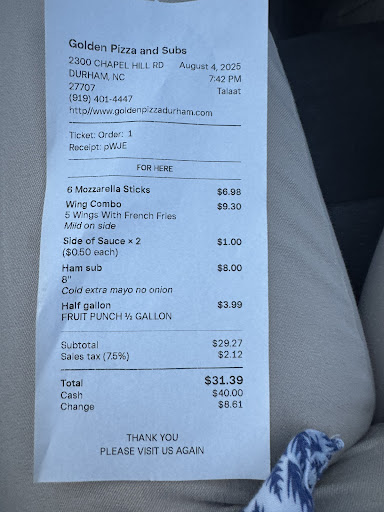 Golden Pizza and Subs
2300 CHAPEL HILL RD August 4, 2025
DURHAM, NC 7:42 PM
27707 Talaat
(919) 401-4447
http//www.goldenpizzadurham.com
Ticket: Order: 1
Receipt: pWJE
FOR HERE
6 Mozzarella Sticks $6.98
Wing Combo $9.30
5 Wings With French Fries
Mild on side
Side of Sauce × 2 $1.00
($0.50 each)
Ham sub $8.00
8"
Cold extra mayo no onion
Half gallon $3.99
FRUIT PUNCH ½ GALLON
Subtotal $29.27
Sales tax (7.5%) $2.12
Total $31.39
Cash $40.00
Change $8.61
THANK YOU
PLEASE VISIT US AGAIN